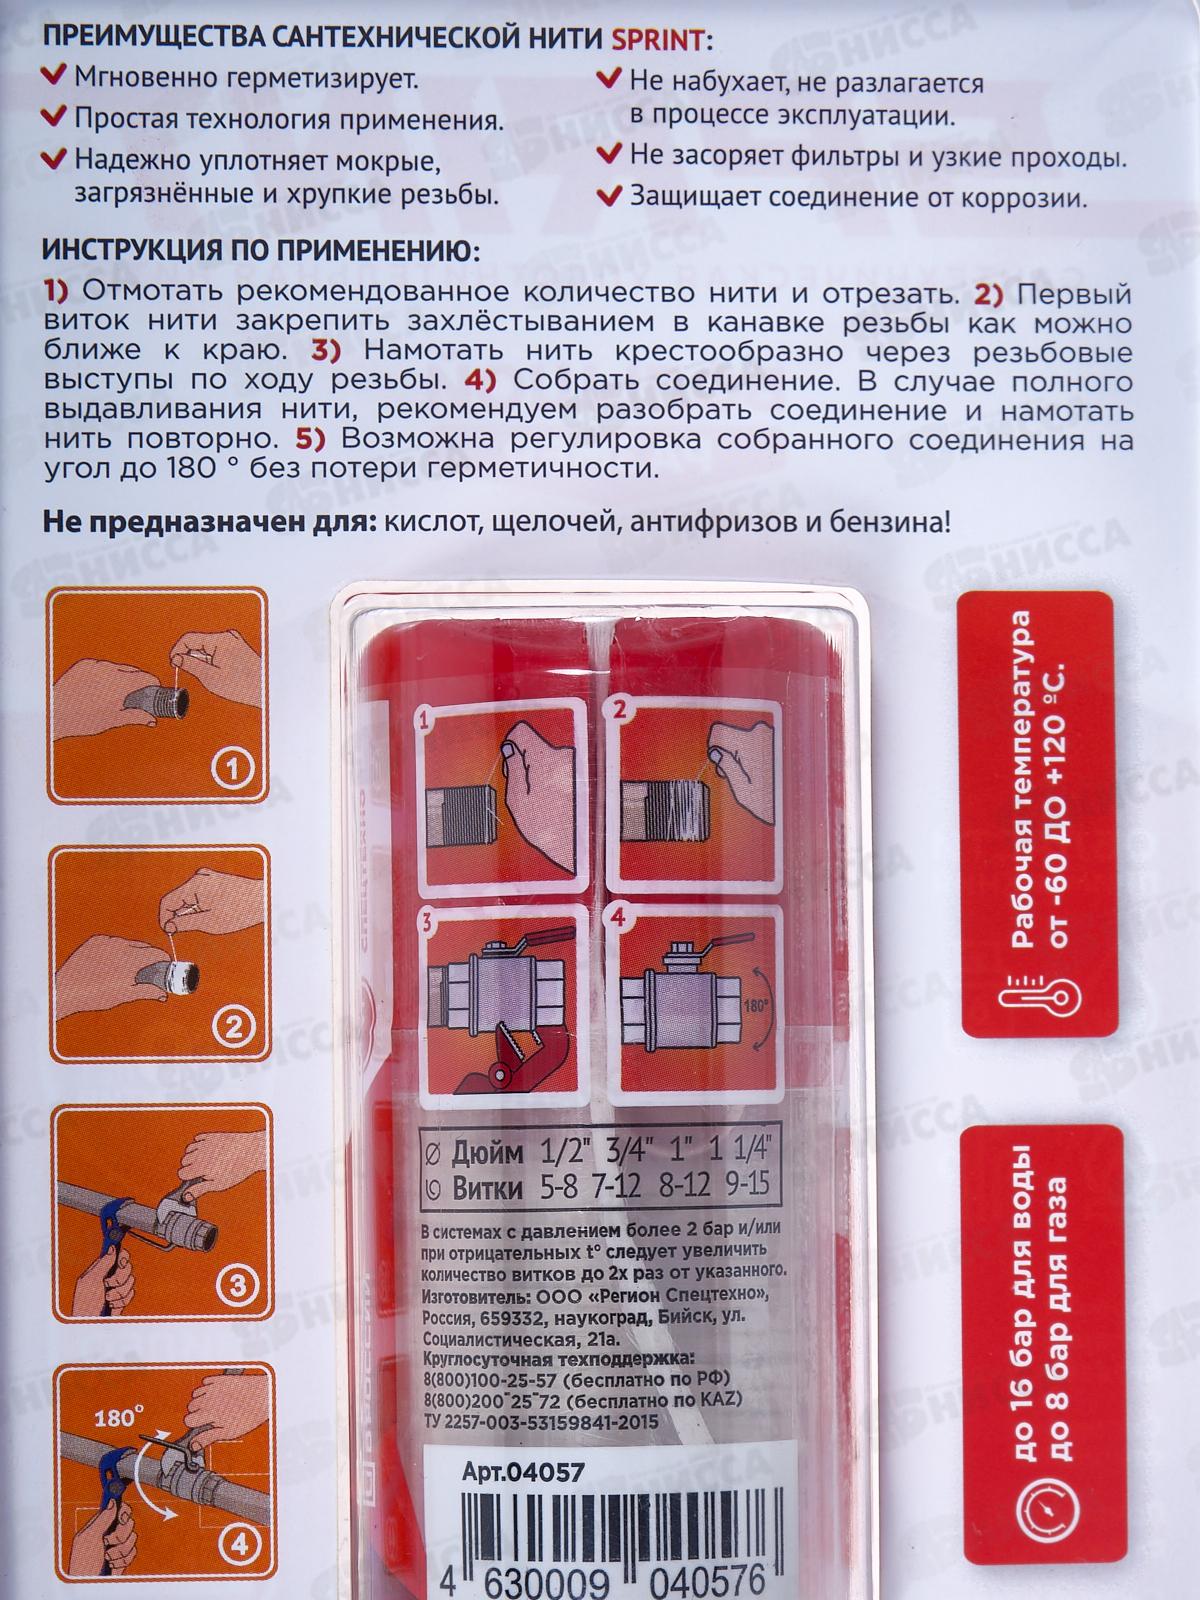 ПРЕИМУЩЕСТВА САНТЕХНИЧЕСКОЙ НИТИ SPRINT:
Мгновенно герметизирует.
Простая технология применения.
Надежно уплотняет мокрые,
загрязнённые и хрупкие резьбы.
Не набухает, не разлагается
в процессе эксплуатации.
Не засоряет фильтры и узкие проходы.
Защищает соединение от коррозии.
ИНСТРУКЦИЯ ПО ПРИМЕНЕНИЮ:
1) Отмотать рекомендованное количество нити и отрезать. 2) Первый
виток нити закрепить захлёстыванием в канавке резьбы как можно
ближе к краю. 3) Намотать нить крестообразно через резьбовые
выступы по ходу резьбы. 4) Собрать соединение. В случае полного
выдавливания нити, рекомендуем разобрать соединение и намотать
нить повторно. 5) Возможна регулировка собранного соединения на
угол до 180 ° без потери герметичности.
Не предназначен для: кислот, щелочей, антифризов и бензина!
1
2
3
180°
4
1
2
3
4
180°
Дюйм 1/2" 3/4" 1" 1 1/4"
Витки 5-8 7-12 8-12 9-15
В системах с давлением более 2 бар и/или
при отрицательных t° следует увеличить
количество витков до 2х раз от указанного.
Изготовитель: ООО «Регион Спецтехно»,
Россия, 659332, наукоград, Бийск, ул.
Социалистическая, 21а.
Круглосуточная техподдержка:
8(800)100-25-57 (бесплатно по РФ)
8(800)200-25-72 (бесплатно по KAZ)
ТУ 2257-003-53159841-2015
Арт.04057
4 630009 040576
Рабочая температура
от -60 ДО +120 °С.
до 16 бар для воды
до 8 бар для газа
АБНИССА